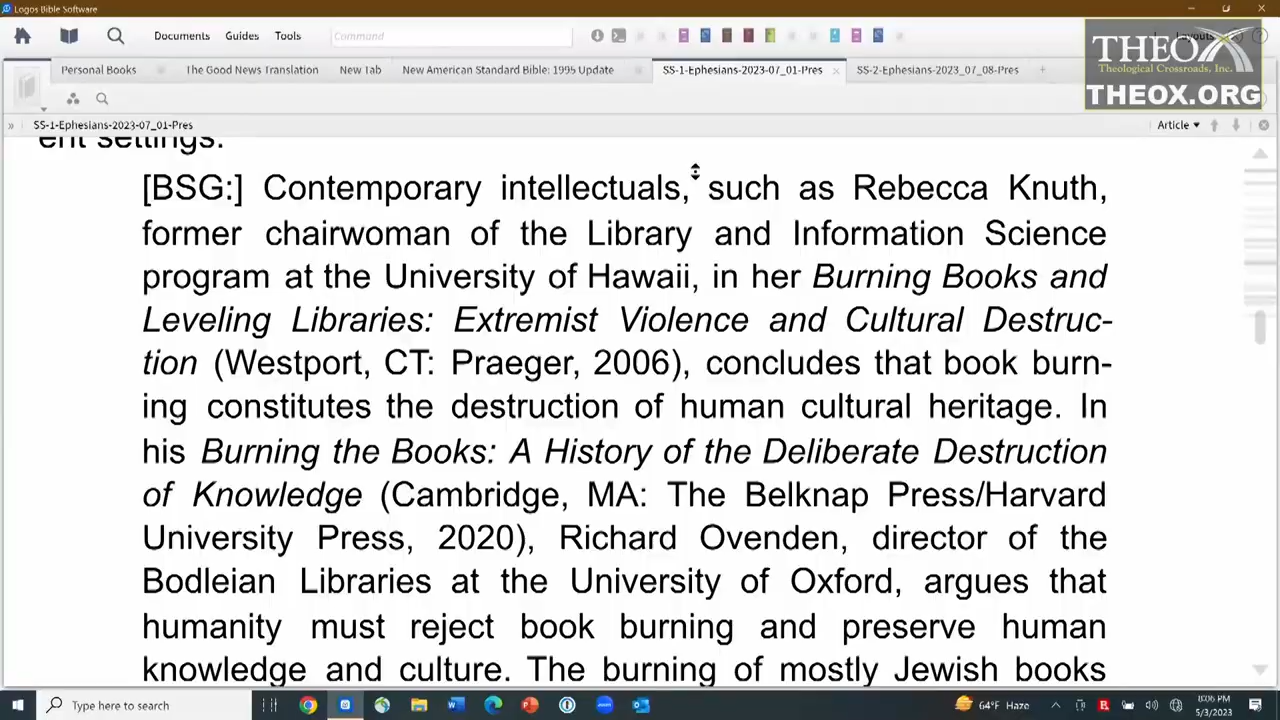 Logos Bible Software
Documents Guides Tools Command Layouts
THEOX
Theological Crossroads, Inc.
THEOX.ORG
Personal Books The Good News Translation New Tab New American Standard Bible: 1995 Update SS-1-Ephesians-2023-07_01-Pres SS-2-Ephesians-2023_07_08-Pres
» SS-1-Ephesians-2023-07_01-Pres Article
ent settings.
[BSG:] Contemporary intellectuals, such as Rebecca Knuth,
former chairwoman of the Library and Information Science
program at the University of Hawaii, in her Burning Books and
Leveling Libraries: Extremist Violence and Cultural Destruc-
tion (Westport, CT: Praeger, 2006), concludes that book burn-
ing constitutes the destruction of human cultural heritage. In
his Burning the Books: A History of the Deliberate Destruction
of Knowledge (Cambridge, MA: The Belknap Press/Harvard
University Press, 2020), Richard Ovenden, director of the
Bodleian Libraries at the University of Oxford, argues that
humanity must reject book burning and preserve human
knowledge and culture. The burning of mostly Jewish books
Type here to search 64°F Haze 8:06 PM
5/3/2023